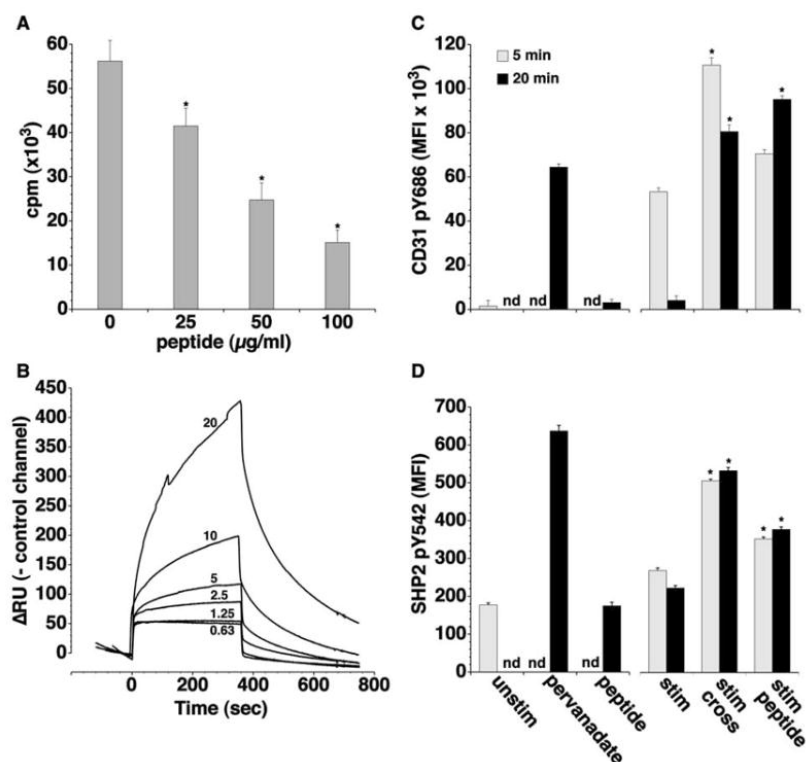 A
60
50
40
30
20
10
0
cpm (x10³)
*
*
*
0 25 50 100
peptide (µg/ml)
B
450
400
350
300
250
200
150
100
50
0
ΔRU (- control channel)
20
10
5
2.5
1.25
0.63
0 200 400 600 800
Time (sec)
C
120
100
80
60
40
20
0
CD31 pY686 (MFI x 10³)
5 min
20 min
*
*
*
nd nd nd
D
700
600
500
400
300
200
100
0
SHP2 pY542 (MFI)
* *
* *
nd nd nd
unstim
pervanadate
peptide
stim
stim
cross
stim
peptide